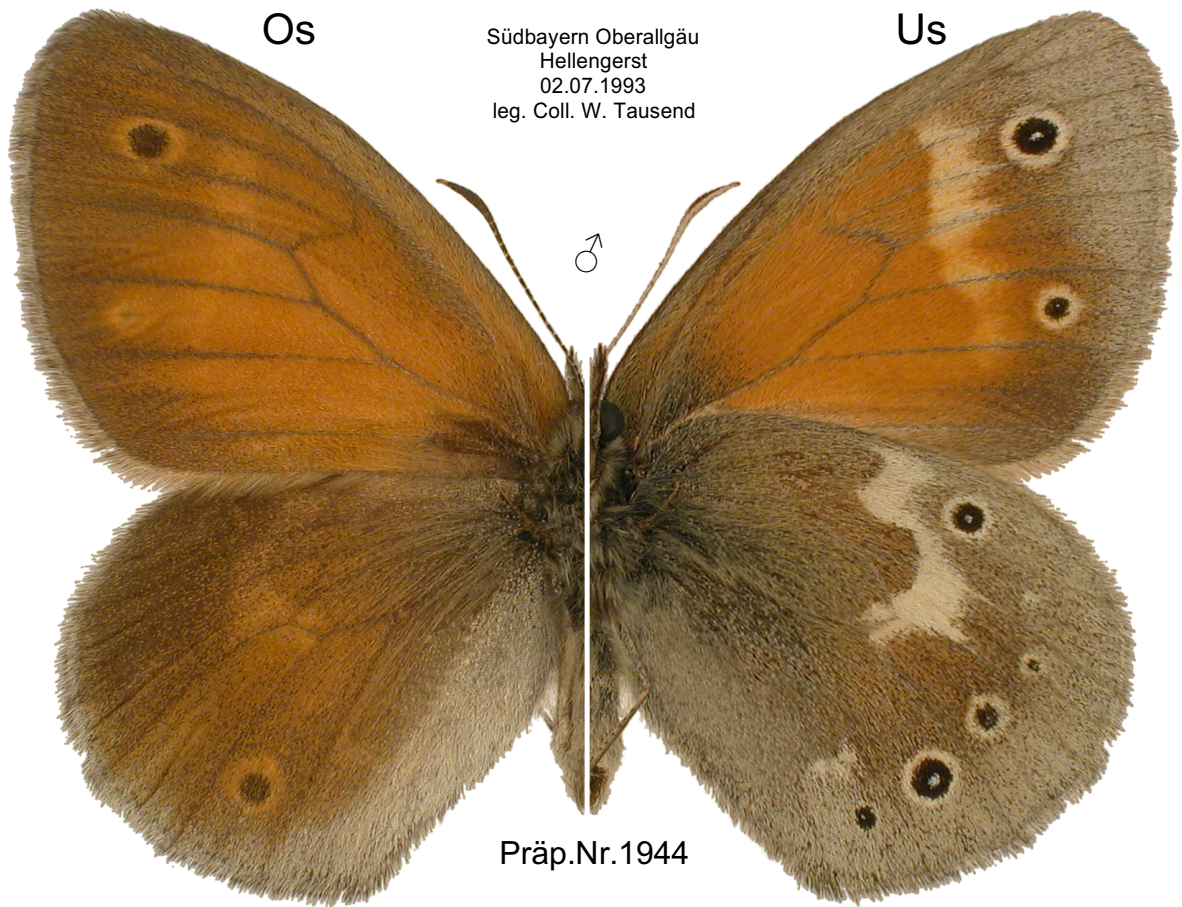 Os
Südbayern Oberallgäu
Hellengerst
02.07.1993
leg. Coll. W. Tausend
Us
♂
Präp.Nr.1944